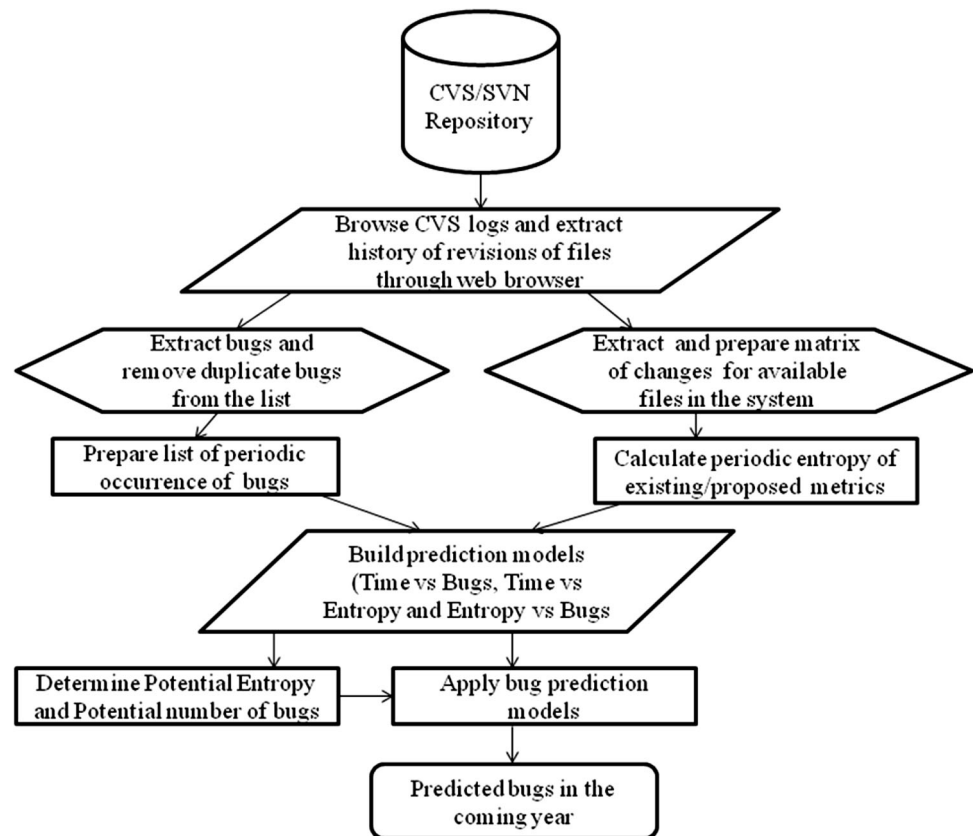 CVS/SVN
Repository
Browse CVS logs and extract
history of revisions of files
through web browser
Extract bugs and
remove duplicate bugs
from the list
Extract and prepare matrix
of changes for available
files in the system
Prepare list of periodic
occurrence of bugs
Calculate periodic entropy of
existing/proposed metrics
Build prediction models
(Time vs Bugs, Time vs
Entropy and Entropy vs Bugs
Determine Potential Entropy
and Potential number of bugs
Apply bug prediction
models
Predicted bugs in the
coming year